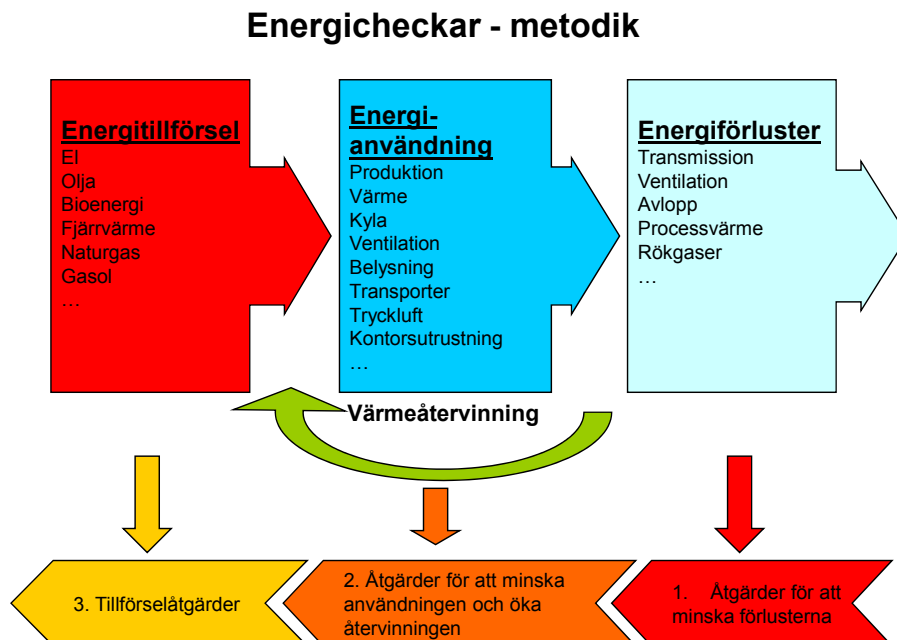 Energicheckar - metodik
Energitillförsel
El
Olja
Bioenergi
Fjärrvärme
Naturgas
Gasol
…
Energi-
användning
Produktion
Värme
Kyla
Ventilation
Belysning
Transporter
Tryckluft
Kontorsutrustning
…
Energiförluster
Transmission
Ventilation
Avlopp
Processvärme
Rökgaser
…
Värmeåtervinning
3. Tillförselåtgärder
2. Åtgärder för att minska
användningen och öka
återvinningen
1. Åtgärder för att
minska förlusterna